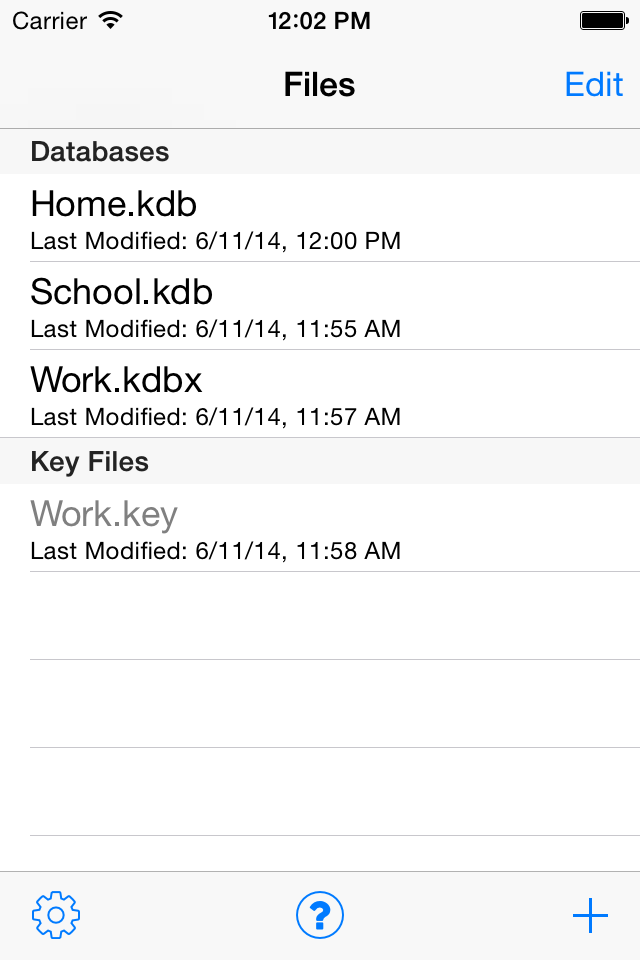 Carrier 12:02 PM
Files Edit
Databases
Home.kdb
Last Modified: 6/11/14, 12:00 PM
School.kdb
Last Modified: 6/11/14, 11:55 AM
Work.kdbx
Last Modified: 6/11/14, 11:57 AM
Key Files
Work.key
Last Modified: 6/11/14, 11:58 AM
?